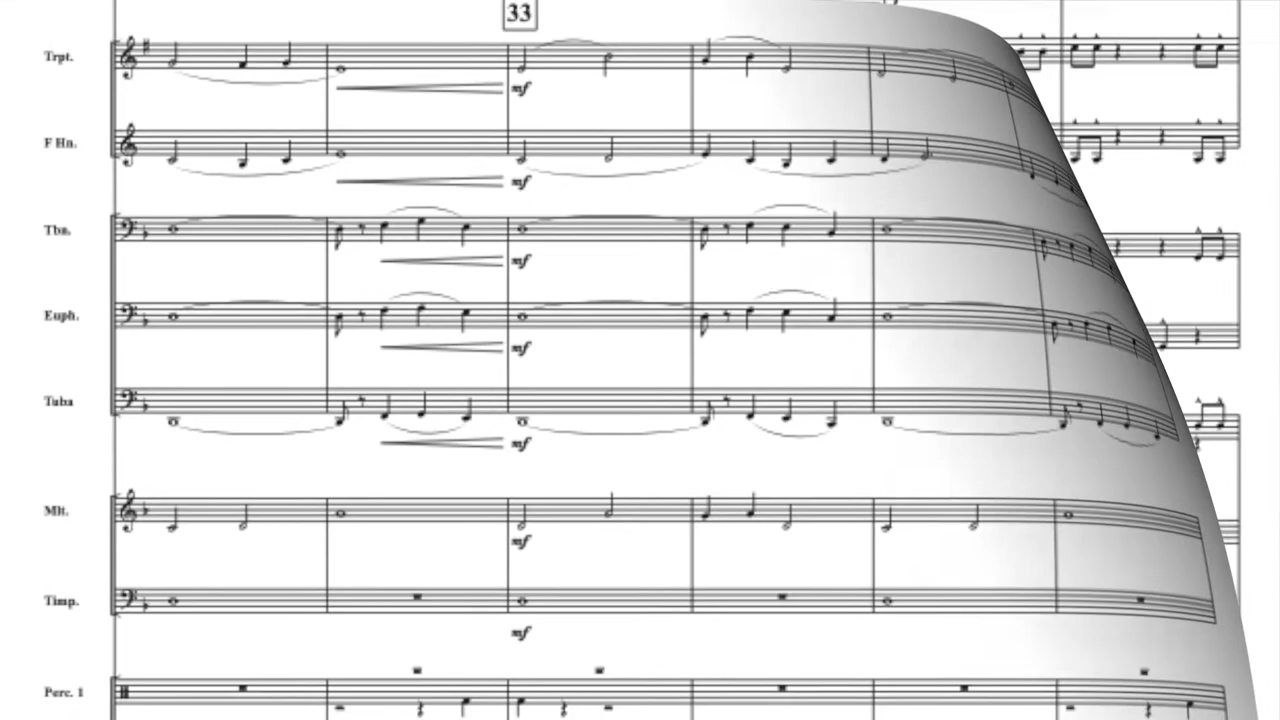 33
Trpt.
mf
F Hn.
mf
Tbn.
mf
Euph.
mf
Tuba
mf
Mlt.
mf
Timp.
mf
Perc. 1